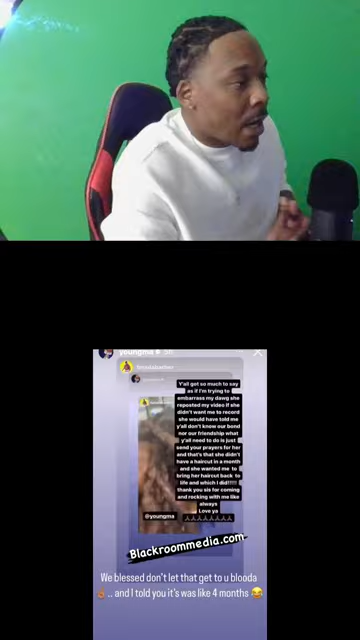 youngma
Y'all got so much to say
as if I'm trying to
embarrass my dawg she
reposted my video if she
didn't want me to record
she would have told me
y'all don't know our bond
nor our friendship what
y'all need to do is just
send your prayers for her
and that's that she didn't
have a haircut in a month
and she wanted me to
bring her haircut back to
life and which I did!!!!!
thank you sis for coming
and rocking with me like
always
Love ya
@youngma
Blackroommedia.com
We blessed don't let that get to u blooda
.. and I told you it's was like 4 months 😂